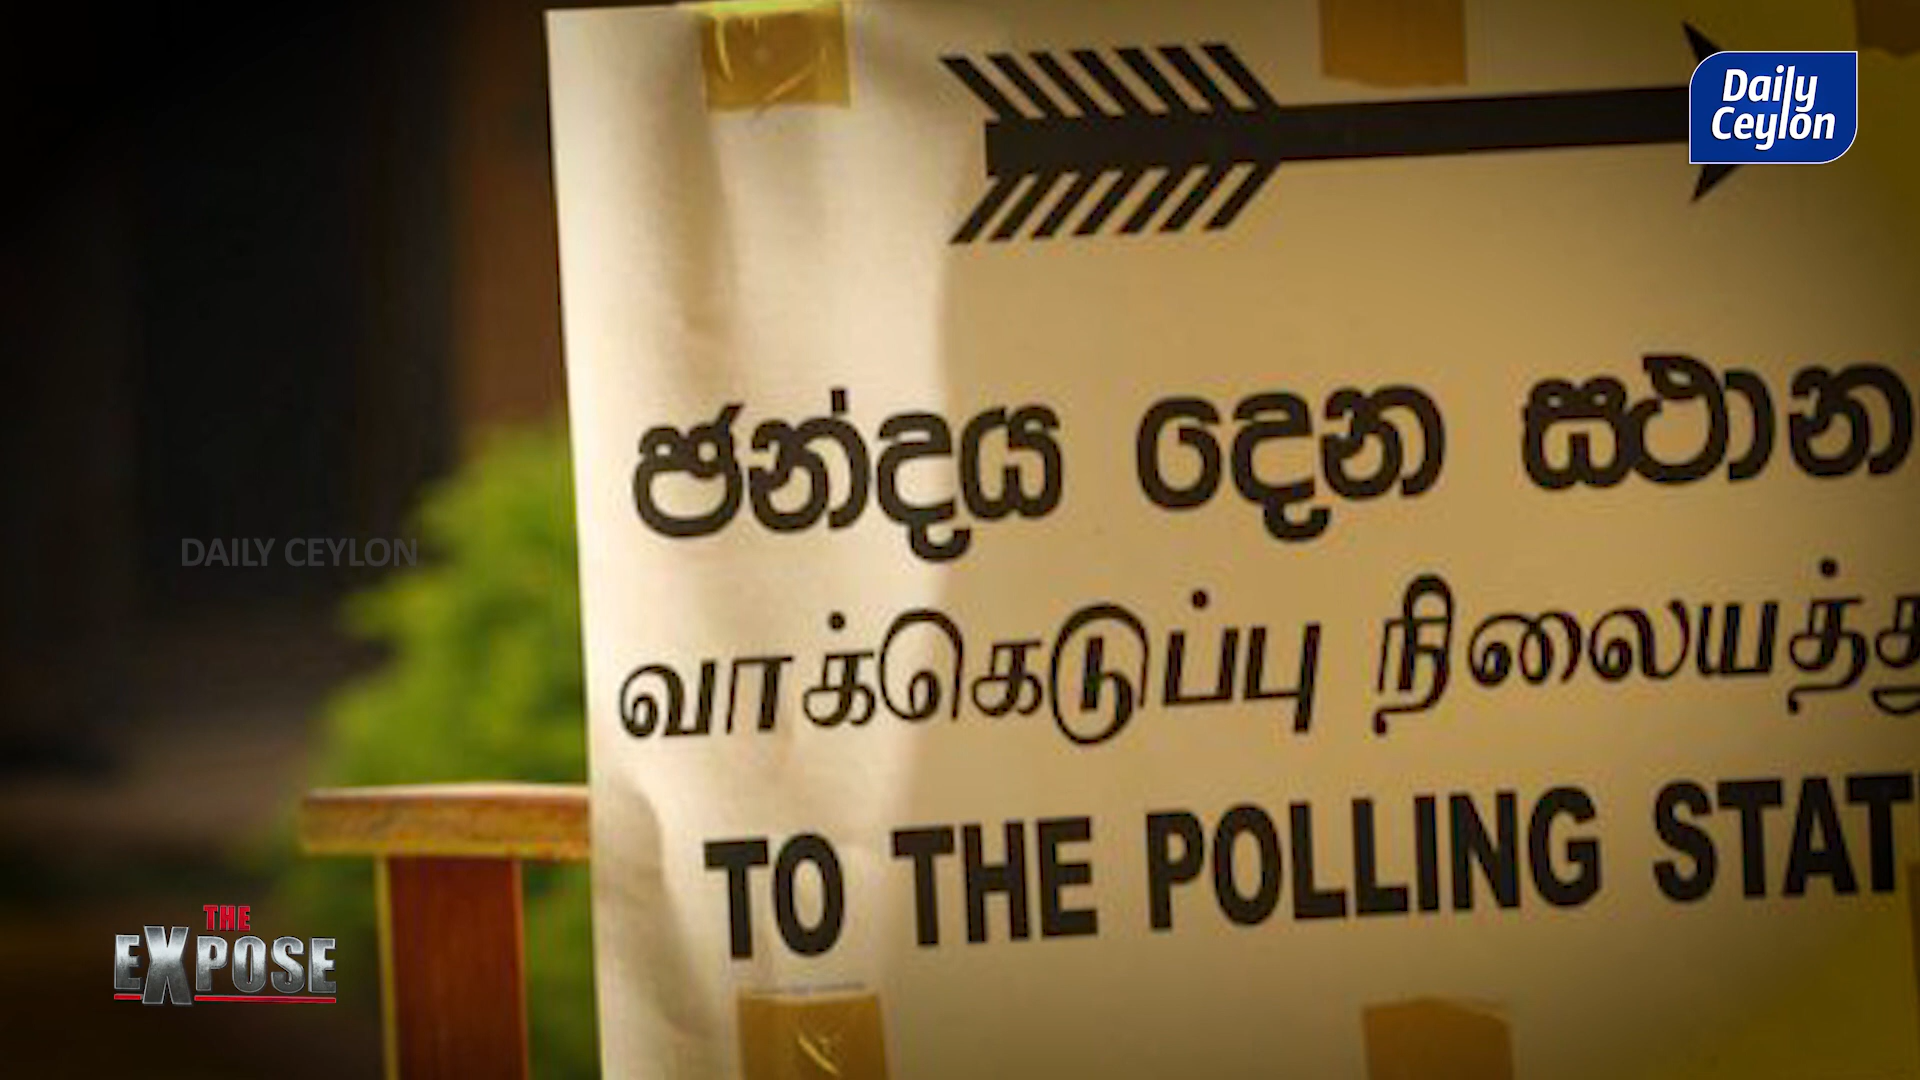 Daily
Ceylon
ඡන්දය දෙන ස්ථාන
வாக்கெடுப்பு நிலையத்து
TO THE POLLING STAT
DAILY CEYLON
THE
EXPOSE